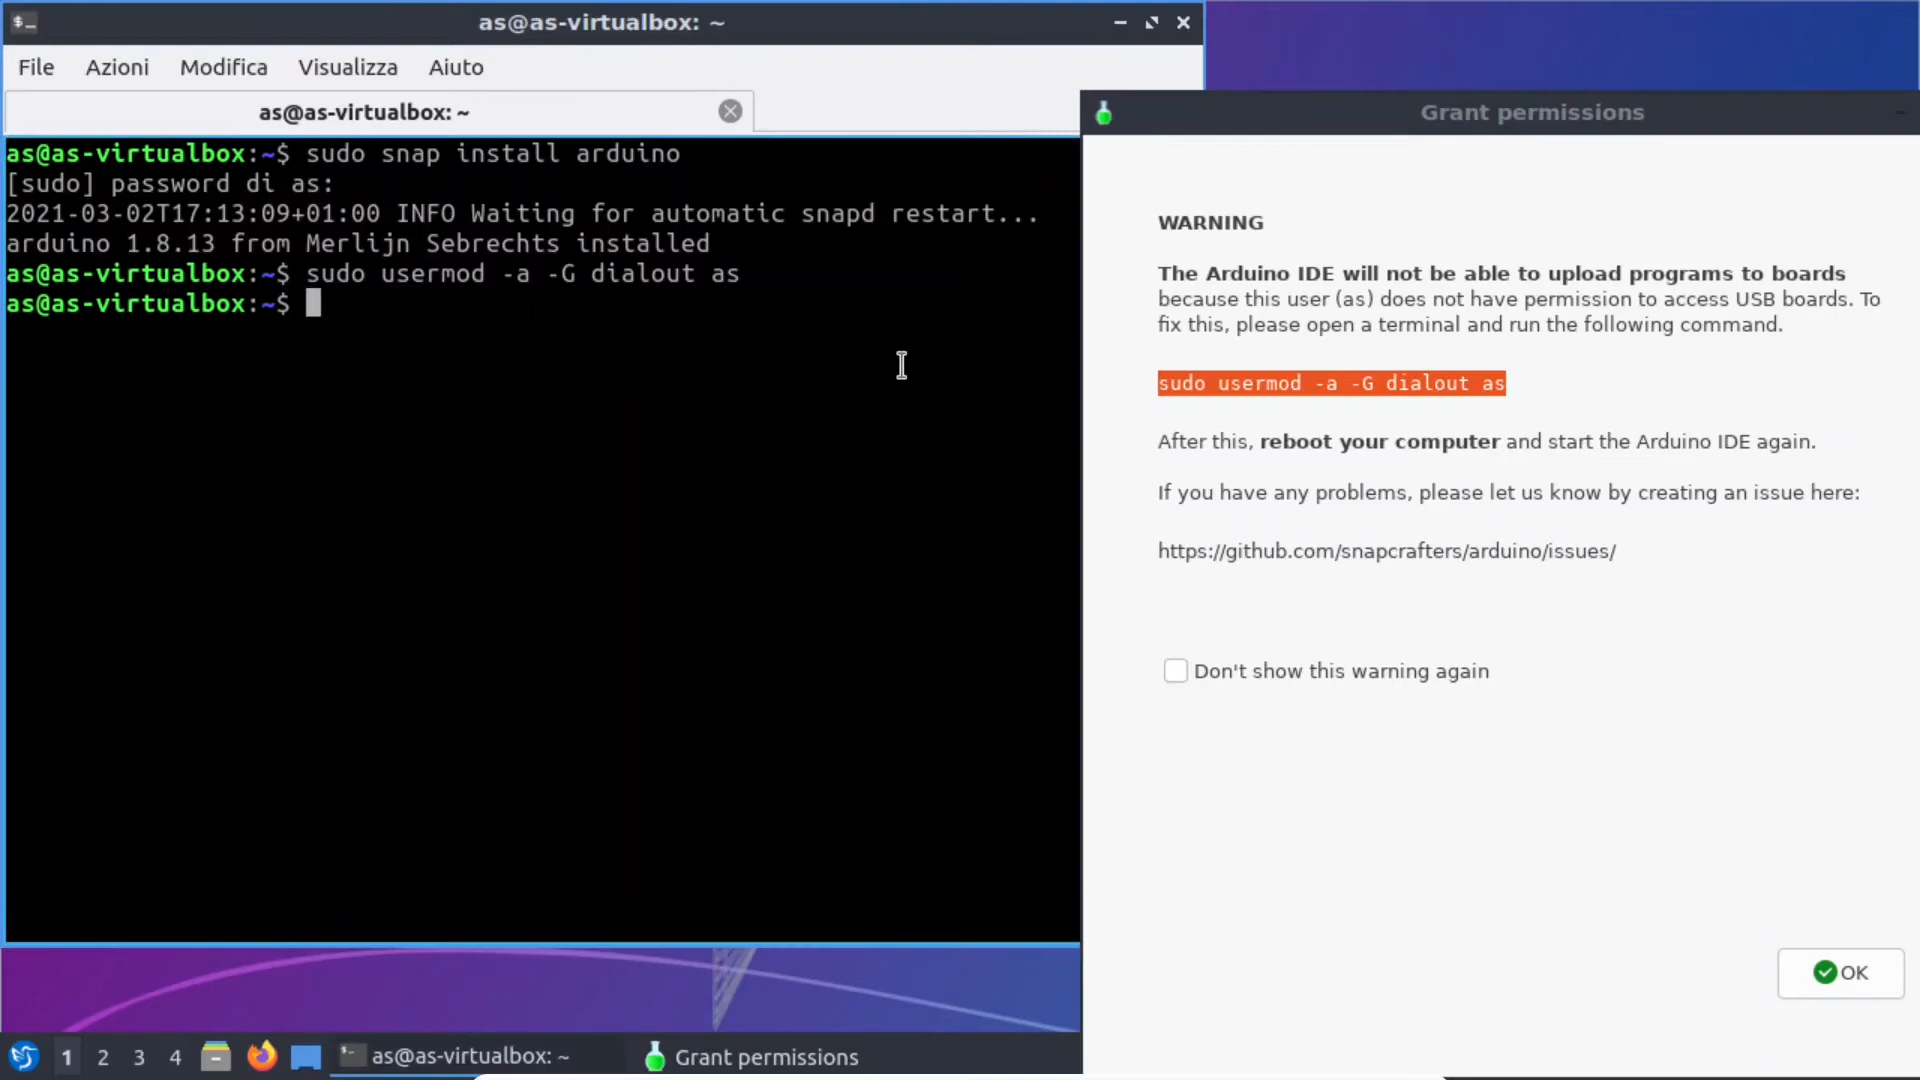 as@as-virtualbox: ~
File Azioni Modifica Visualizza Aiuto
as@as-virtualbox: ~
as@as-virtualbox:~$ sudo snap install arduino
[sudo] password di as:
2021-03-02T17:13:09+01:00 INFO Waiting for automatic snapd restart...
arduino 1.8.13 from Merlijn Sebrechts installed
as@as-virtualbox:~$ sudo usermod -a -G dialout as
as@as-virtualbox:~$
Grant permissions
WARNING
The Arduino IDE will not be able to upload programs to boards
because this user (as) does not have permission to access USB boards. To
fix this, please open a terminal and run the following command.
sudo usermod -a -G dialout as
After this, reboot your computer and start the Arduino IDE again.
If you have any problems, please let us know by creating an issue here:
https://github.com/snapcrafters/arduino/issues/
Don't show this warning again
OK
1 2 3 4 as@as-virtualbox: ~ Grant permissions